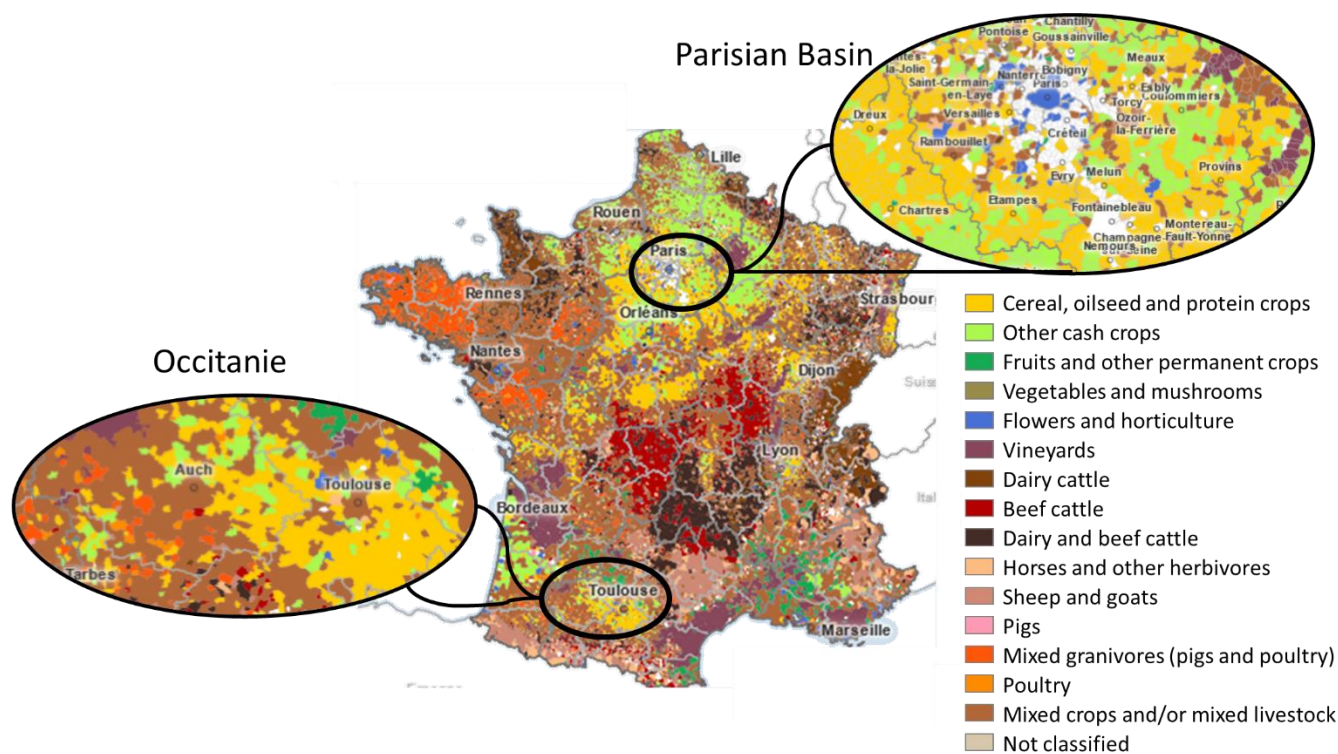 Parisian Basin
Chantilly
Pontoise
Goussainville
la-Jolie
Meaux
Nanterre
Bobigny
Paris
Saint-Germain-
en-Laye
Esbly
Coulommiers
Torcy
Dreux
Versailles
Ozoir-
la-Ferrière
Créteil
Rambouillet
Provins
Evry
Melun
Chartres
Etampes
Fontainebleau
Montereau-
Fault-Yonne
Champagne-
Nemours
sur-Seine
Lille
Rouen
Paris
Rennes
Strasbourg
Orléans
Nantes
Dijon
Lyon
Bordeaux
Toulouse
Marseille
Occitanie
Auch
Toulouse
Tarbes
Cereal, oilseed and protein crops
Other cash crops
Fruits and other permanent crops
Vegetables and mushrooms
Flowers and horticulture
Vineyards
Dairy cattle
Beef cattle
Dairy and beef cattle
Horses and other herbivores
Sheep and goats
Pigs
Mixed granivores (pigs and poultry)
Poultry
Mixed crops and/or mixed livestock
Not classified